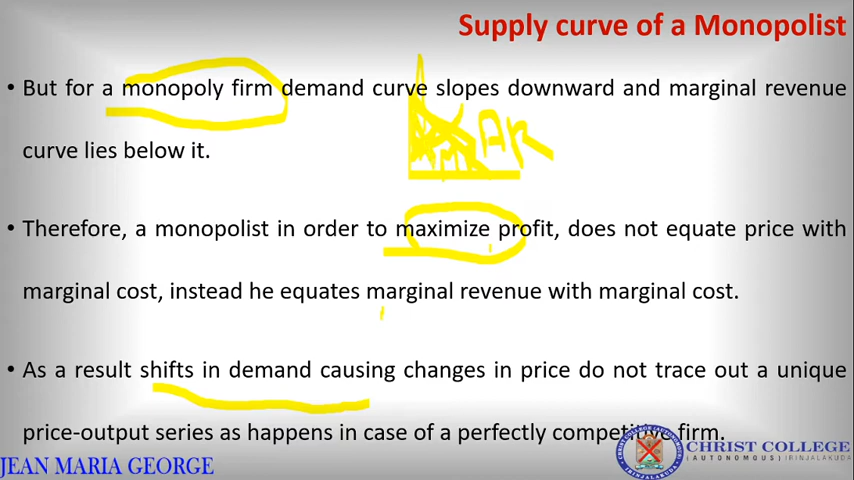 Supply curve of a Monopolist
• But for a monopoly firm demand curve slopes downward and marginal revenue
curve lies below it.
AR
M
• Therefore, a monopolist in order to maximize profit, does not equate price with
marginal cost, instead he equates marginal revenue with marginal cost.
• As a result shifts in demand causing changes in price do not trace out a unique
price-output series as happens in case of a perfectly competitive firm.
CHRIST COLLEGE
(AUTONOMOUS) IRINJALAKUDA
JEAN MARIA GEORGE